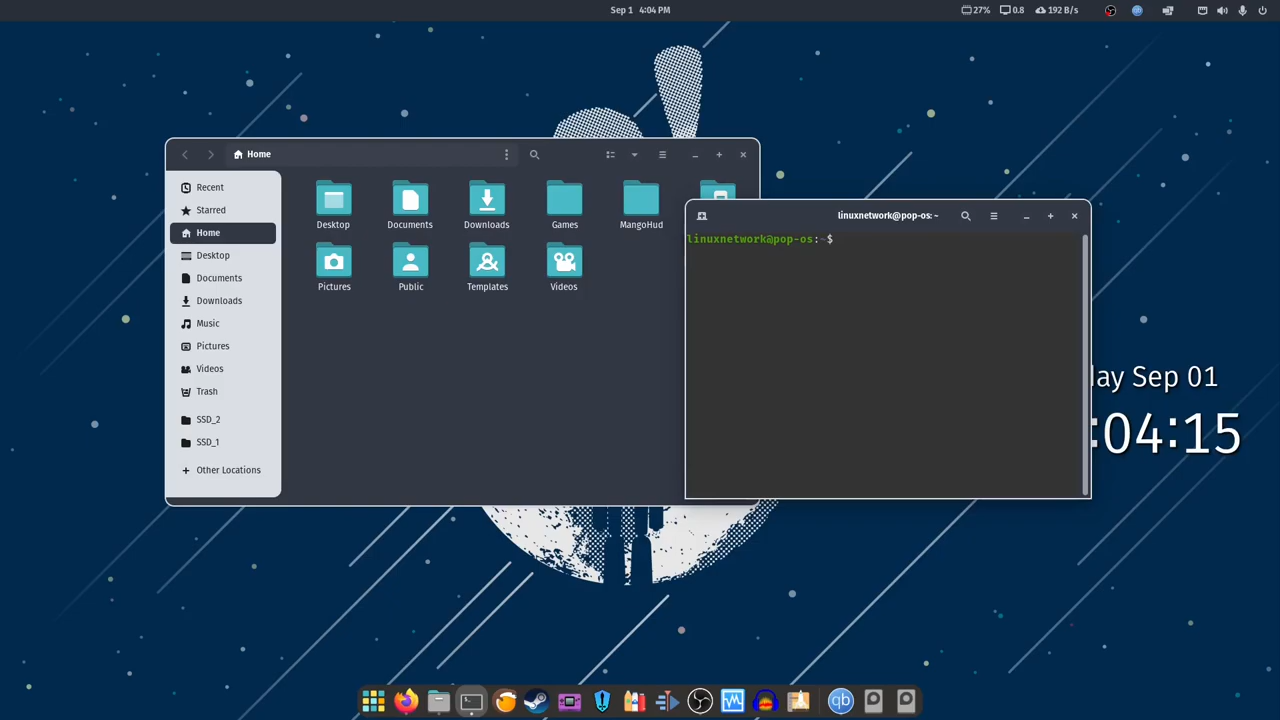 Sep 1 4:04 PM
27%
0.8
192 B/s
Home
Recent
Starred
Home
Desktop
Documents
Downloads
Music
Pictures
Videos
Trash
SSD_2
SSD_1
Other Locations
Desktop
Documents
Downloads
Games
MangoHud
Pictures
Public
Templates
Videos
linuxnetwork@pop-os: ~
linuxnetwork@pop-os:~$
Sep 01
:04:15
qb